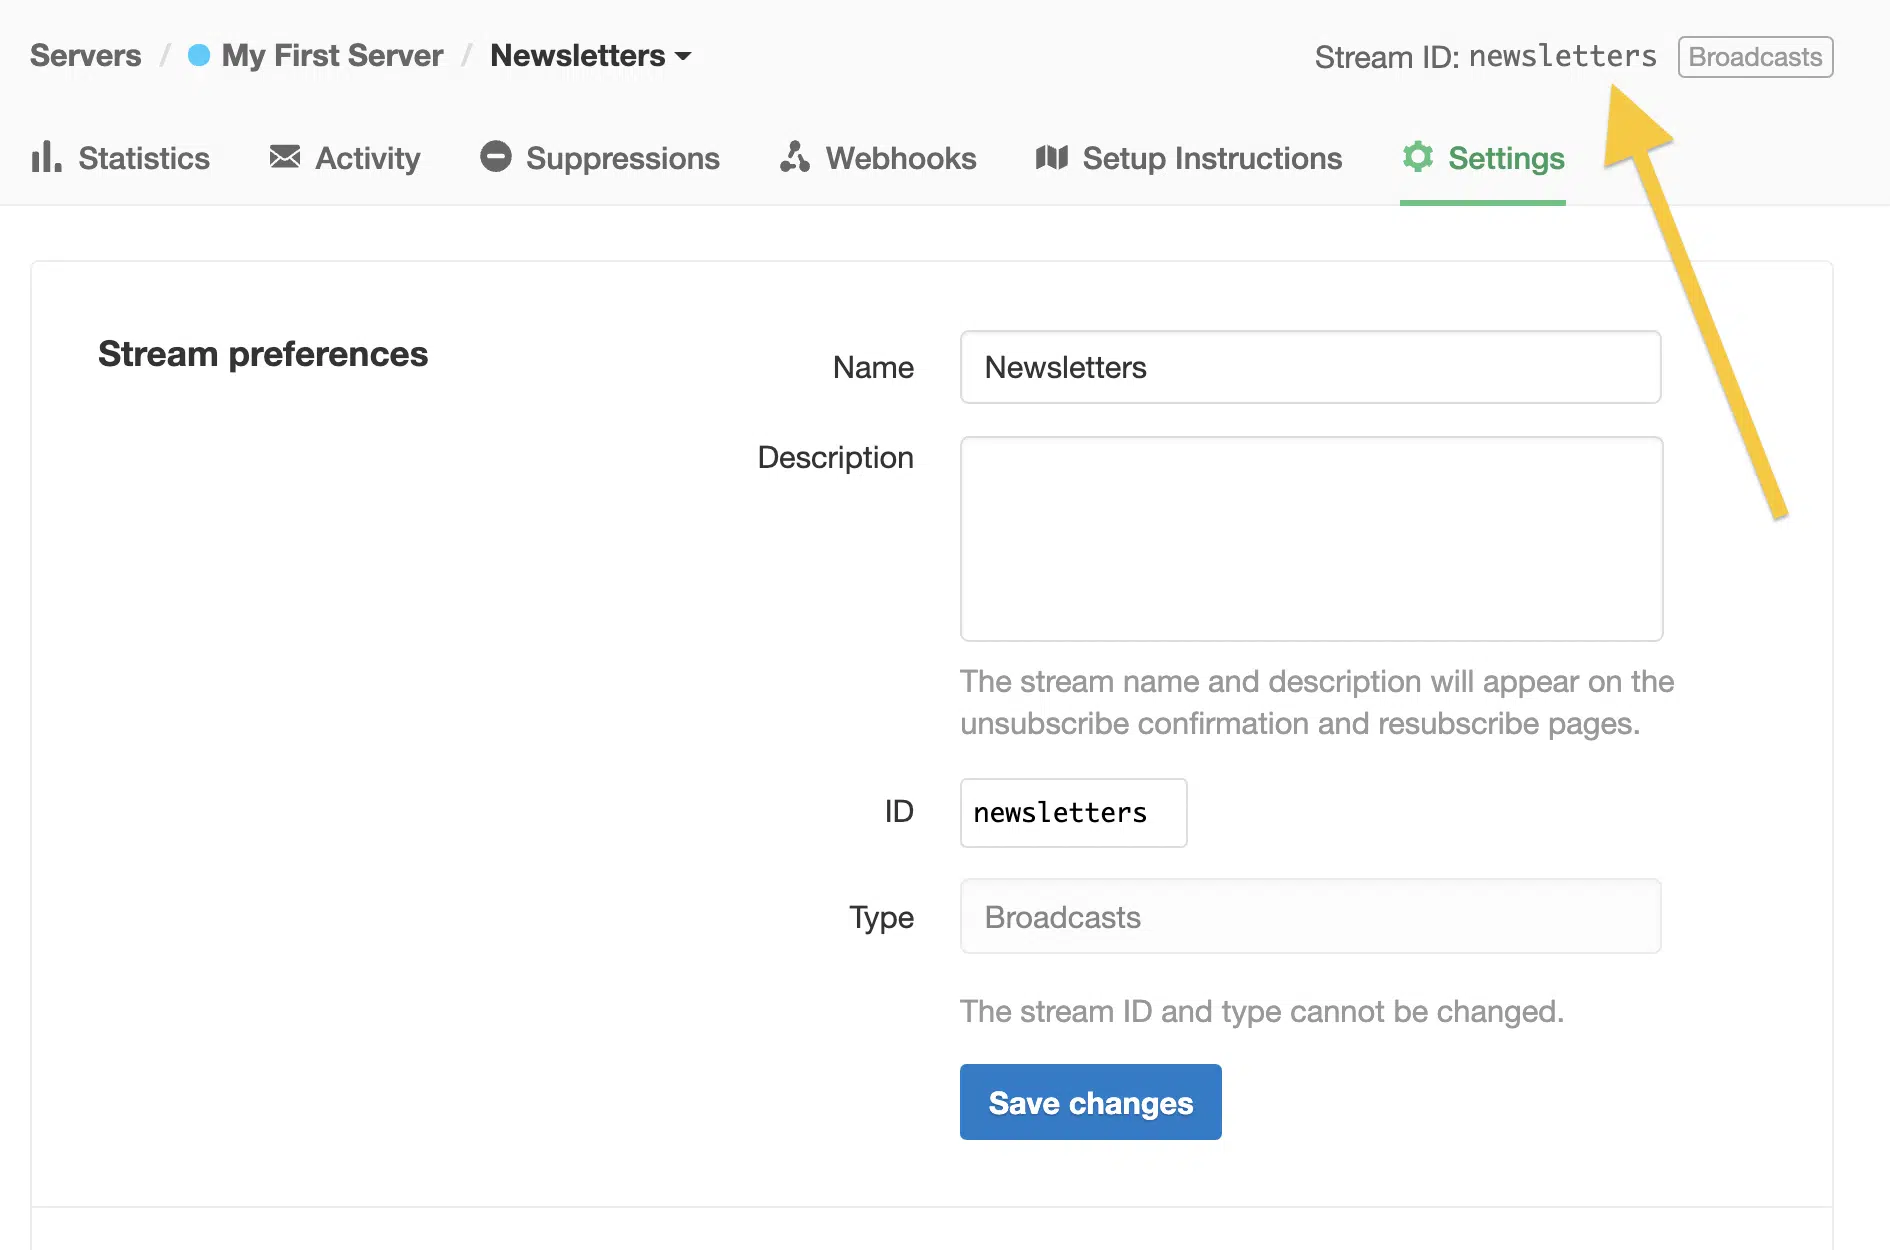 Servers / My First Server / Newsletters
Stream ID: newsletters Broadcasts
Statistics Activity Suppressions Webhooks Setup Instructions Settings
Stream preferences
Name Newsletters
Description
The stream name and description will appear on the
unsubscribe confirmation and resubscribe pages.
ID newsletters
Type Broadcasts
The stream ID and type cannot be changed.
Save changes